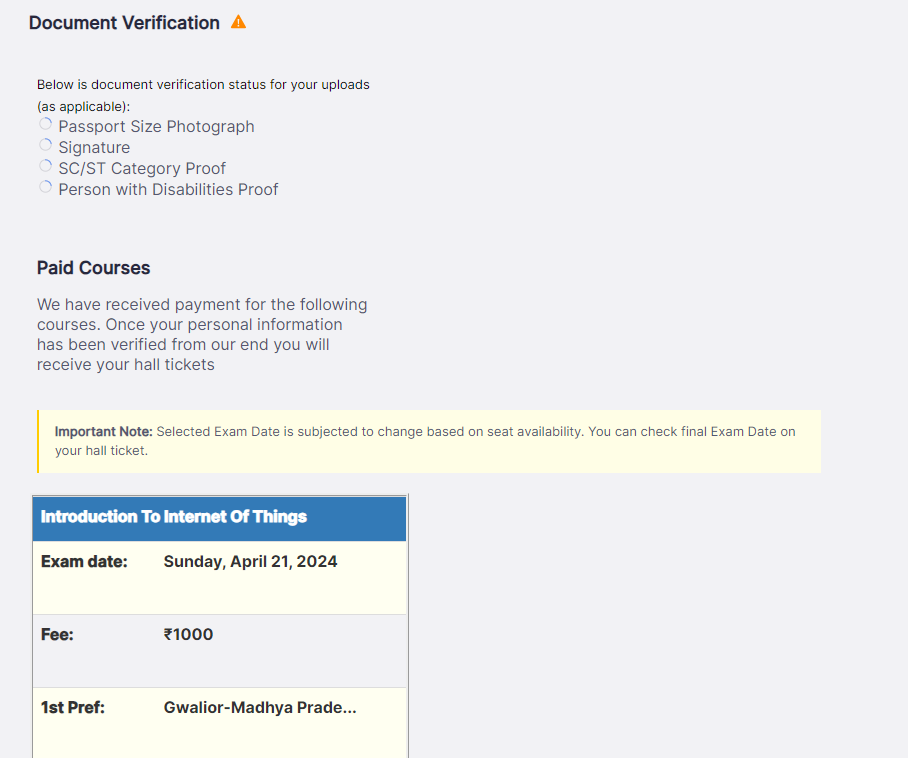 Document Verification
Below is document verification status for your uploads
(as applicable):
Passport Size Photograph
Signature
SC/ST Category Proof
Person with Disabilities Proof
Paid Courses
We have received payment for the following
courses. Once your personal information
has been verified from our end you will
receive your hall tickets
Important Note: Selected Exam Date is subjected to change based on seat availability. You can check final Exam Date on
your hall ticket.
Introduction To Internet Of Things
Exam date: Sunday, April 21, 2024
Fee: ₹1000
1st Pref: Gwalior-Madhya Prade...